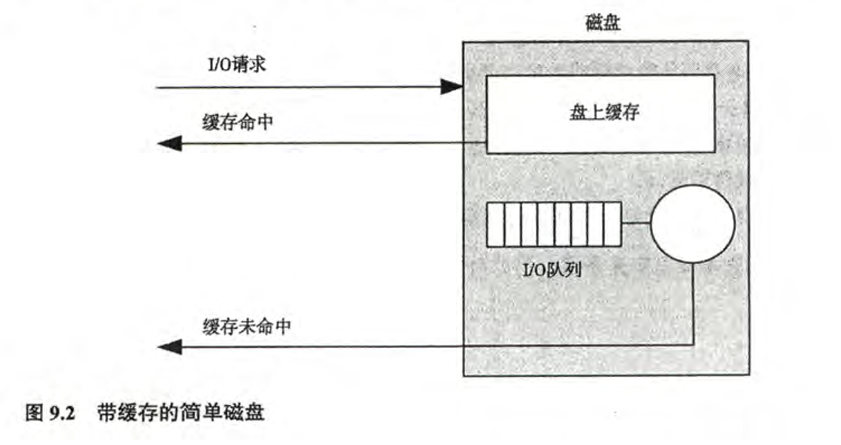 磁盘
I/O请求
盘上缓存
缓存命中
I/O队列
缓存未命中
图 9.2 带缓存的简单磁盘